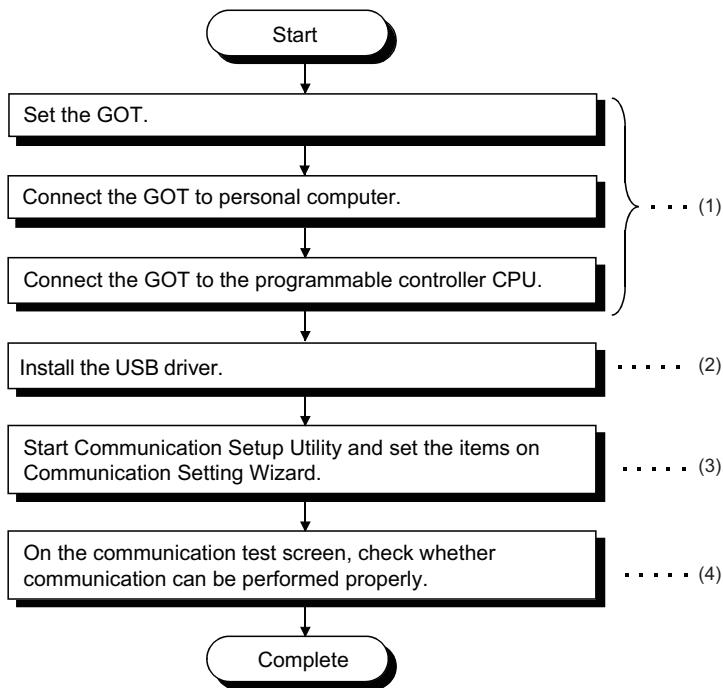 Start
Set the GOT.
Connect the GOT to personal computer.
(1)
Connect the GOT to the programmable controller CPU.
Install the USB driver.
(2)
Start Communication Setup Utility and set the items on
Communication Setting Wizard.
(3)
On the communication test screen, check whether
communication can be performed properly.
(4)
Complete